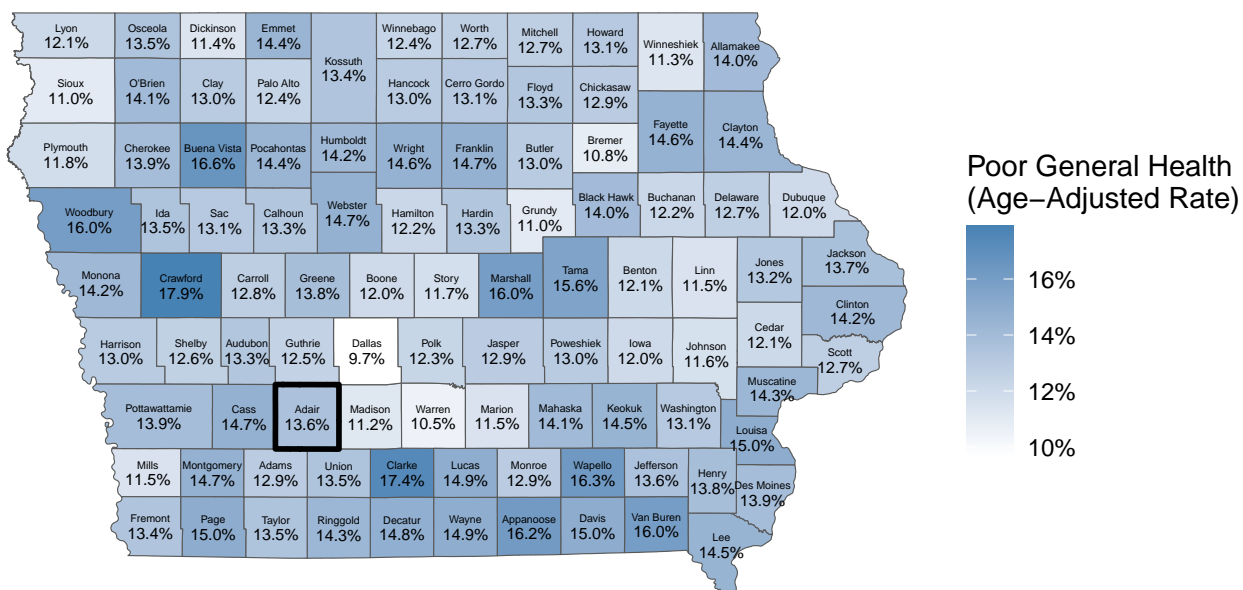 Lyon
12.1%
Osceola
13.5%
Dickinson
11.4%
Emmet
14.4%
Kossuth
13.4%
Winnebago
12.4%
Worth
12.7%
Mitchell
12.7%
Howard
13.1%
Winneshiek
11.3%
Allamakee
14.0%
Sioux
11.0%
O'Brien
14.1%
Clay
13.0%
Palo Alto
12.4%
Hancock
13.0%
Cerro Gordo
13.1%
Floyd
13.3%
Chickasaw
12.9%
Plymouth
11.8%
Cherokee
13.9%
Buena Vista
16.6%
Pocahontas
14.4%
Humboldt
14.2%
Wright
14.6%
Franklin
14.7%
Butler
13.0%
Bremer
10.8%
Fayette
14.6%
Clayton
14.4%
Woodbury
16.0%
Ida
13.5%
Sac
13.1%
Calhoun
13.3%
Webster
14.7%
Hamilton
12.2%
Hardin
13.3%
Grundy
11.0%
Black Hawk
14.0%
Buchanan
12.2%
Delaware
12.7%
Dubuque
12.0%
Monona
14.2%
Crawford
17.9%
Carroll
12.8%
Greene
13.8%
Boone
12.0%
Story
11.7%
Marshall
16.0%
Tama
15.6%
Benton
12.1%
Linn
11.5%
Jones
13.2%
Jackson
13.7%
Clinton
14.2%
Harrison
13.0%
Shelby
12.6%
Audubon
13.3%
Guthrie
12.5%
Dallas
9.7%
Polk
12.3%
Jasper
12.9%
Poweshiek
13.0%
Iowa
12.0%
Johnson
11.6%
Cedar
12.1%
Scott
12.7%
Muscatine
14.3%
Pottawattamie
13.9%
Cass
14.7%
Adair
13.6%
Madison
11.2%
Warren
10.5%
Marion
11.5%
Mahaska
14.1%
Keokuk
14.5%
Washington
13.1%
Louisa
15.0%
Mills
11.5%
Montgomery
14.7%
Adams
12.9%
Union
13.5%
Clarke
17.4%
Lucas
14.9%
Monroe
12.9%
Wapello
16.3%
Jefferson
13.6%
Henry
13.8%
Des Moines
13.9%
Fremont
13.4%
Page
15.0%
Taylor
13.5%
Ringgold
14.3%
Decatur
14.8%
Wayne
14.9%
Appanoose
16.2%
Davis
15.0%
Van Buren
16.0%
Lee
14.5%
Poor General Health
(Age−Adjusted Rate)
16%
14%
12%
10%